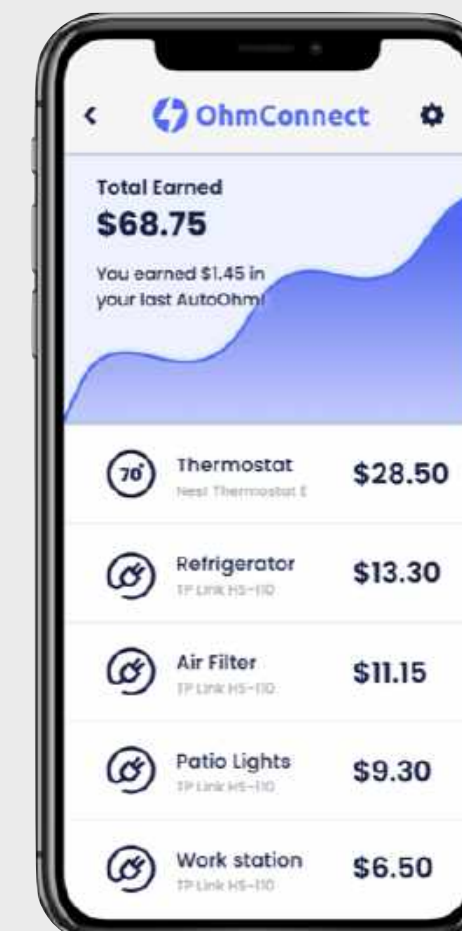 OhmConnect
Total Earned
$68.75
You earned $1.45 in
your last AutoOhm!
70°
Thermostat
$28.50
Nest Thermostat E
Refrigerator
$13.30
TP Link HS-110
Air Filter
$11.15
TP Link HS-110
Patio Lights
$9.30
TP Link HS-110
Work station
$6.50
TP Link HS-110